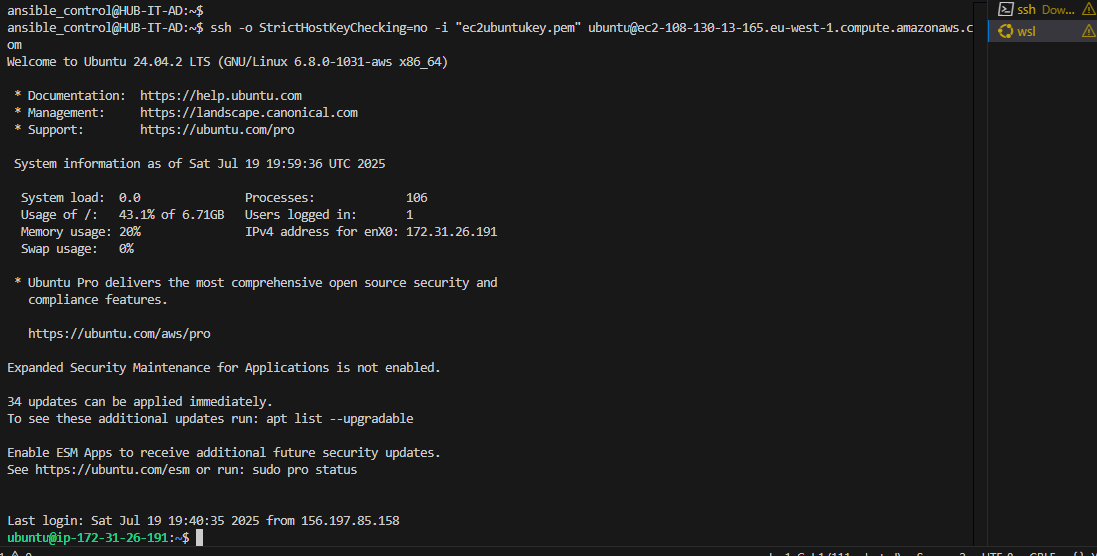 ansible_control@HUB-IT-AD:~$
ansible_control@HUB-IT-AD:~$ ssh -o StrictHostKeyChecking=no -i "ec2ubuntukey.pem" ubuntu@ec2-108-130-13-165.eu-west-1.compute.amazonaws.c
om
Welcome to Ubuntu 24.04.2 LTS (GNU/Linux 6.8.0-1031-aws x86_64)

 * Documentation:  https://help.ubuntu.com
 * Management:     https://landscape.canonical.com
 * Support:        https://ubuntu.com/pro

 System information as of Sat Jul 19 19:59:36 UTC 2025

  System load:  0.0               Processes:             106
  Usage of /:   43.1% of 6.71GB   Users logged in:       1
  Memory usage: 20%               IPv4 address for enX0: 172.31.26.191
  Swap usage:   0%

 * Ubuntu Pro delivers the most comprehensive open source security and
   compliance features.

   https://ubuntu.com/aws/pro

Expanded Security Maintenance for Applications is not enabled.

34 updates can be applied immediately.
To see these additional updates run: apt list --upgradable

Enable ESM Apps to receive additional future security updates.
See https://ubuntu.com/esm or run: sudo pro status


Last login: Sat Jul 19 19:40:35 2025 from 156.197.85.158
ubuntu@ip-172-31-26-191:~$
ssh Dow...
wsl